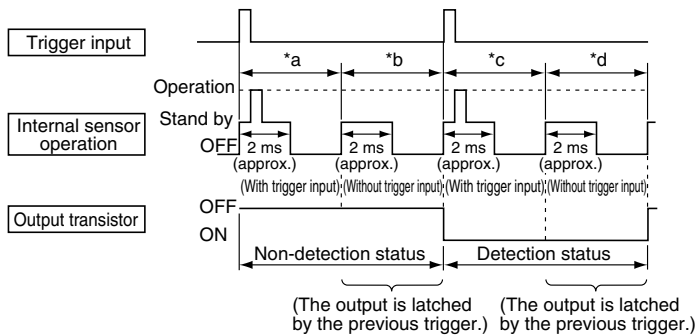 Trigger input
*a *b *c *d
Operation
Stand by
Internal sensor
operation
OFF
2 ms 2 ms 2 ms 2 ms
(approx.) (approx.) (approx.) (approx.)
(With trigger input) (Without trigger input) (With trigger input) (Without trigger input)
Output transistor
OFF
ON
Non-detection status Detection status
(The output is latched (The output is latched
by the previous trigger.) by the previous trigger.)